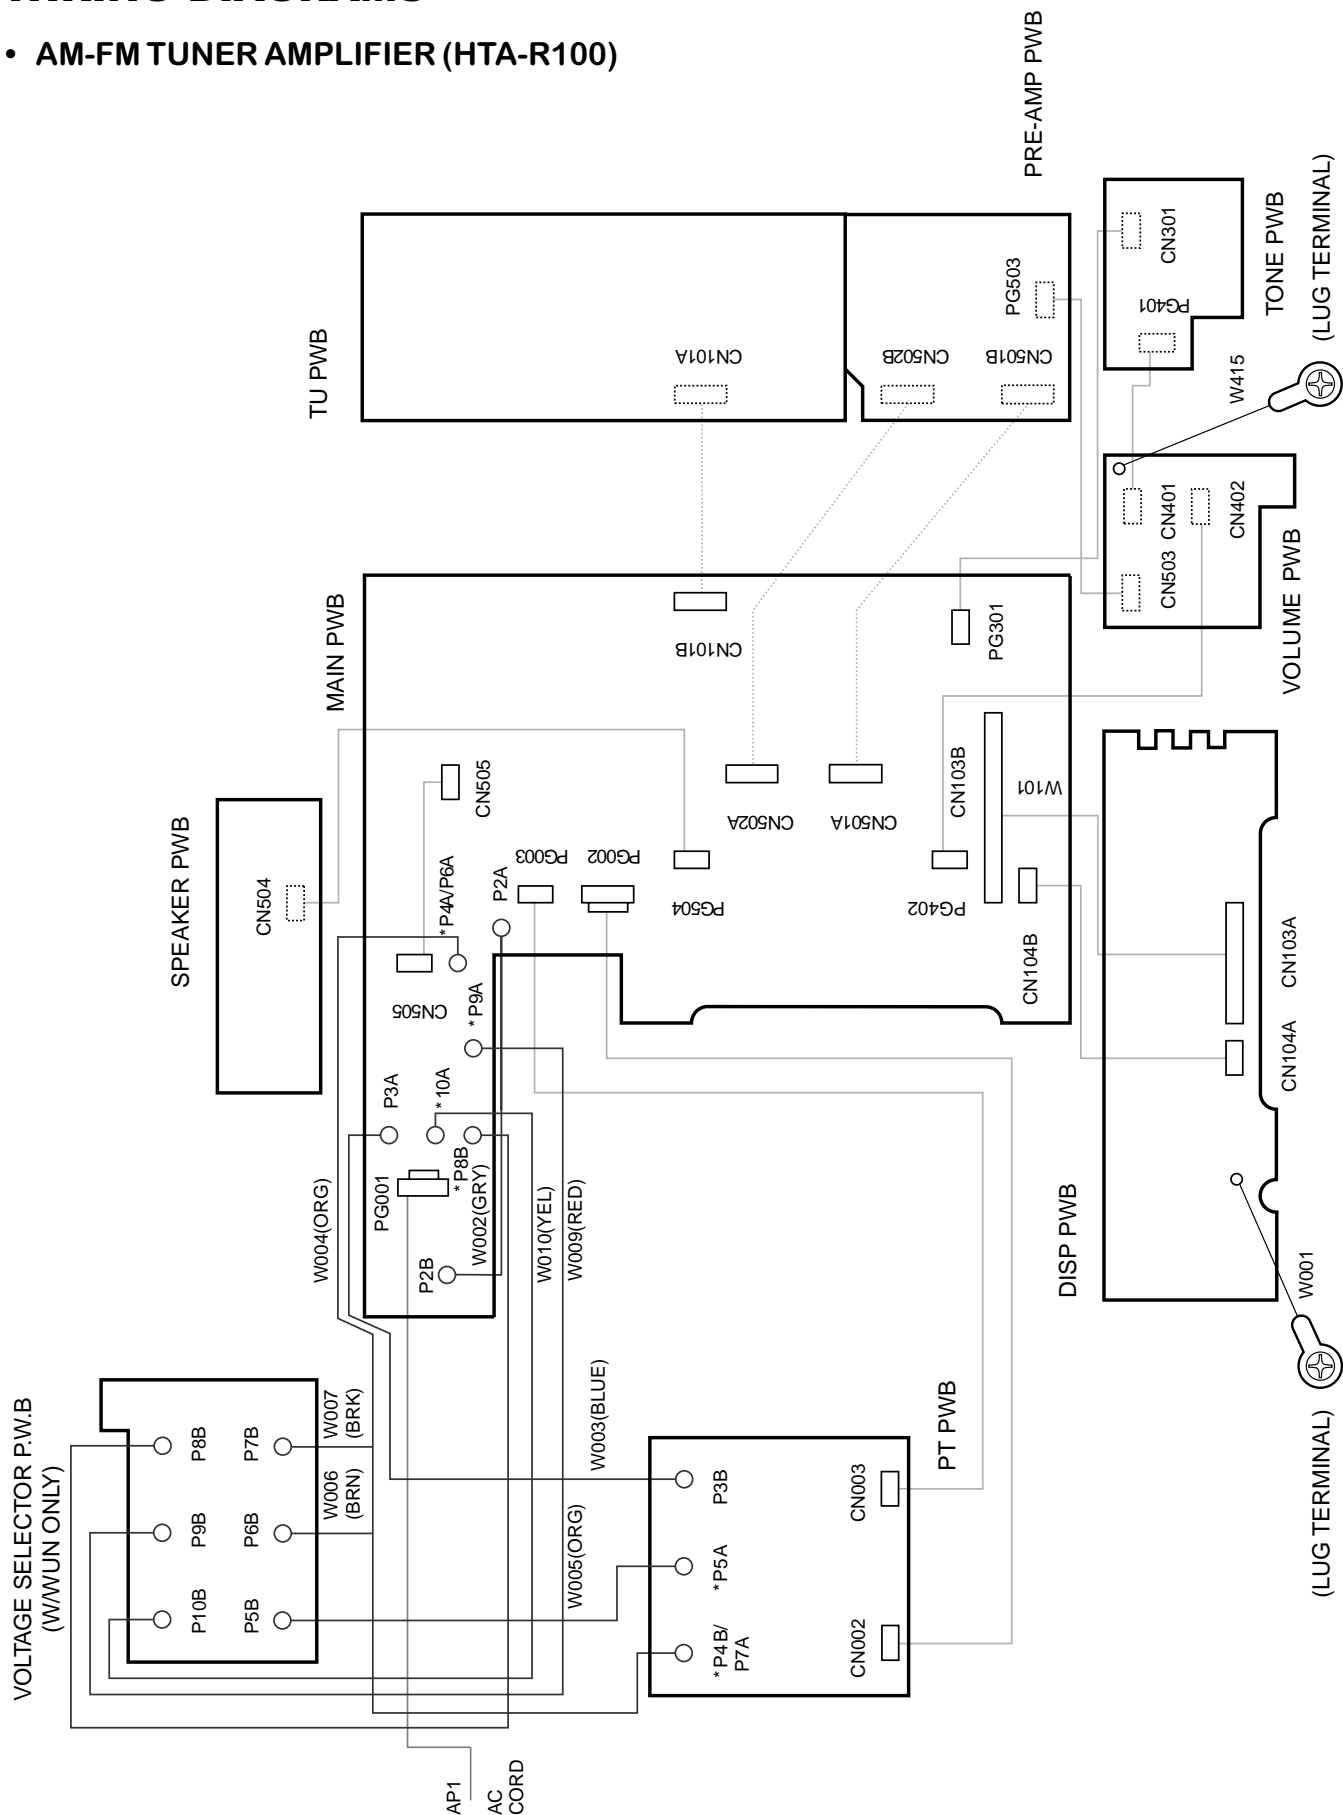 • AM-FM TUNER AMPLIFIER (HTA-R100)
PRE-AMP PWB
TU PWB
CN101A
CN502B
CN501B
PG503
CN301
PG401
TONE PWB
(LUG TERMINAL)
W415
MAIN PWB
CN101B
PG301
CN503
CN401
CN402
VOLUME PWB
SPEAKER PWB
CN504
CN505
CN502A
CN501A
CN103B
W101
*P4A/P6A
P2A
PG003
PG002
PG504
PG402
CN104B
CN505
*P9A
P3A
*10A
*P8B
PG001
P2B
W004(ORG)
W002(GRY)
W010(YEL)
W009(RED)
CN103A
CN104A
DISP PWB
W001
(LUG TERMINAL)
VOLTAGE SELECTOR P.W.B
(W/WUN ONLY)
P8B
P7B
P9B
P6B
P10B
P5B
W007
(BRK)
W006
(BRN)
W003(BLUE)
W005(ORG)
PT PWB
P3B
*P5A
*P4B/
P7A
CN003
CN002
AP1
AC
CORD